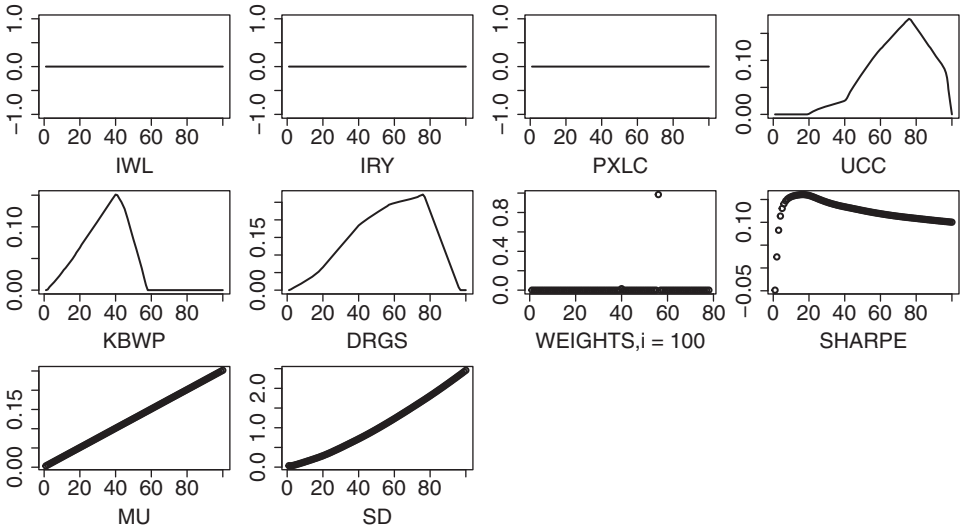 −1.0 0.0 1.0
0 20 40 60 80
IWL
−1.0 0.0 1.0
0 20 40 60 80
IRY
−1.0 0.0 1.0
0 20 40 60 80
PXLC
0.00 0.10
0 20 40 60 80
UCC
0.00 0.10
0 20 40 60 80
KBWP
0.00 0.15
0 20 40 60 80
DRGS
0.0 0.4 0.8
0 20 40 60 80
WEIGHTS,i = 100
−0.05 0.10
0 20 40 60 80
SHARPE
0.00 0.15
0 20 40 60 80
MU
0.0 1.0 2.0
0 20 40 60 80
SD